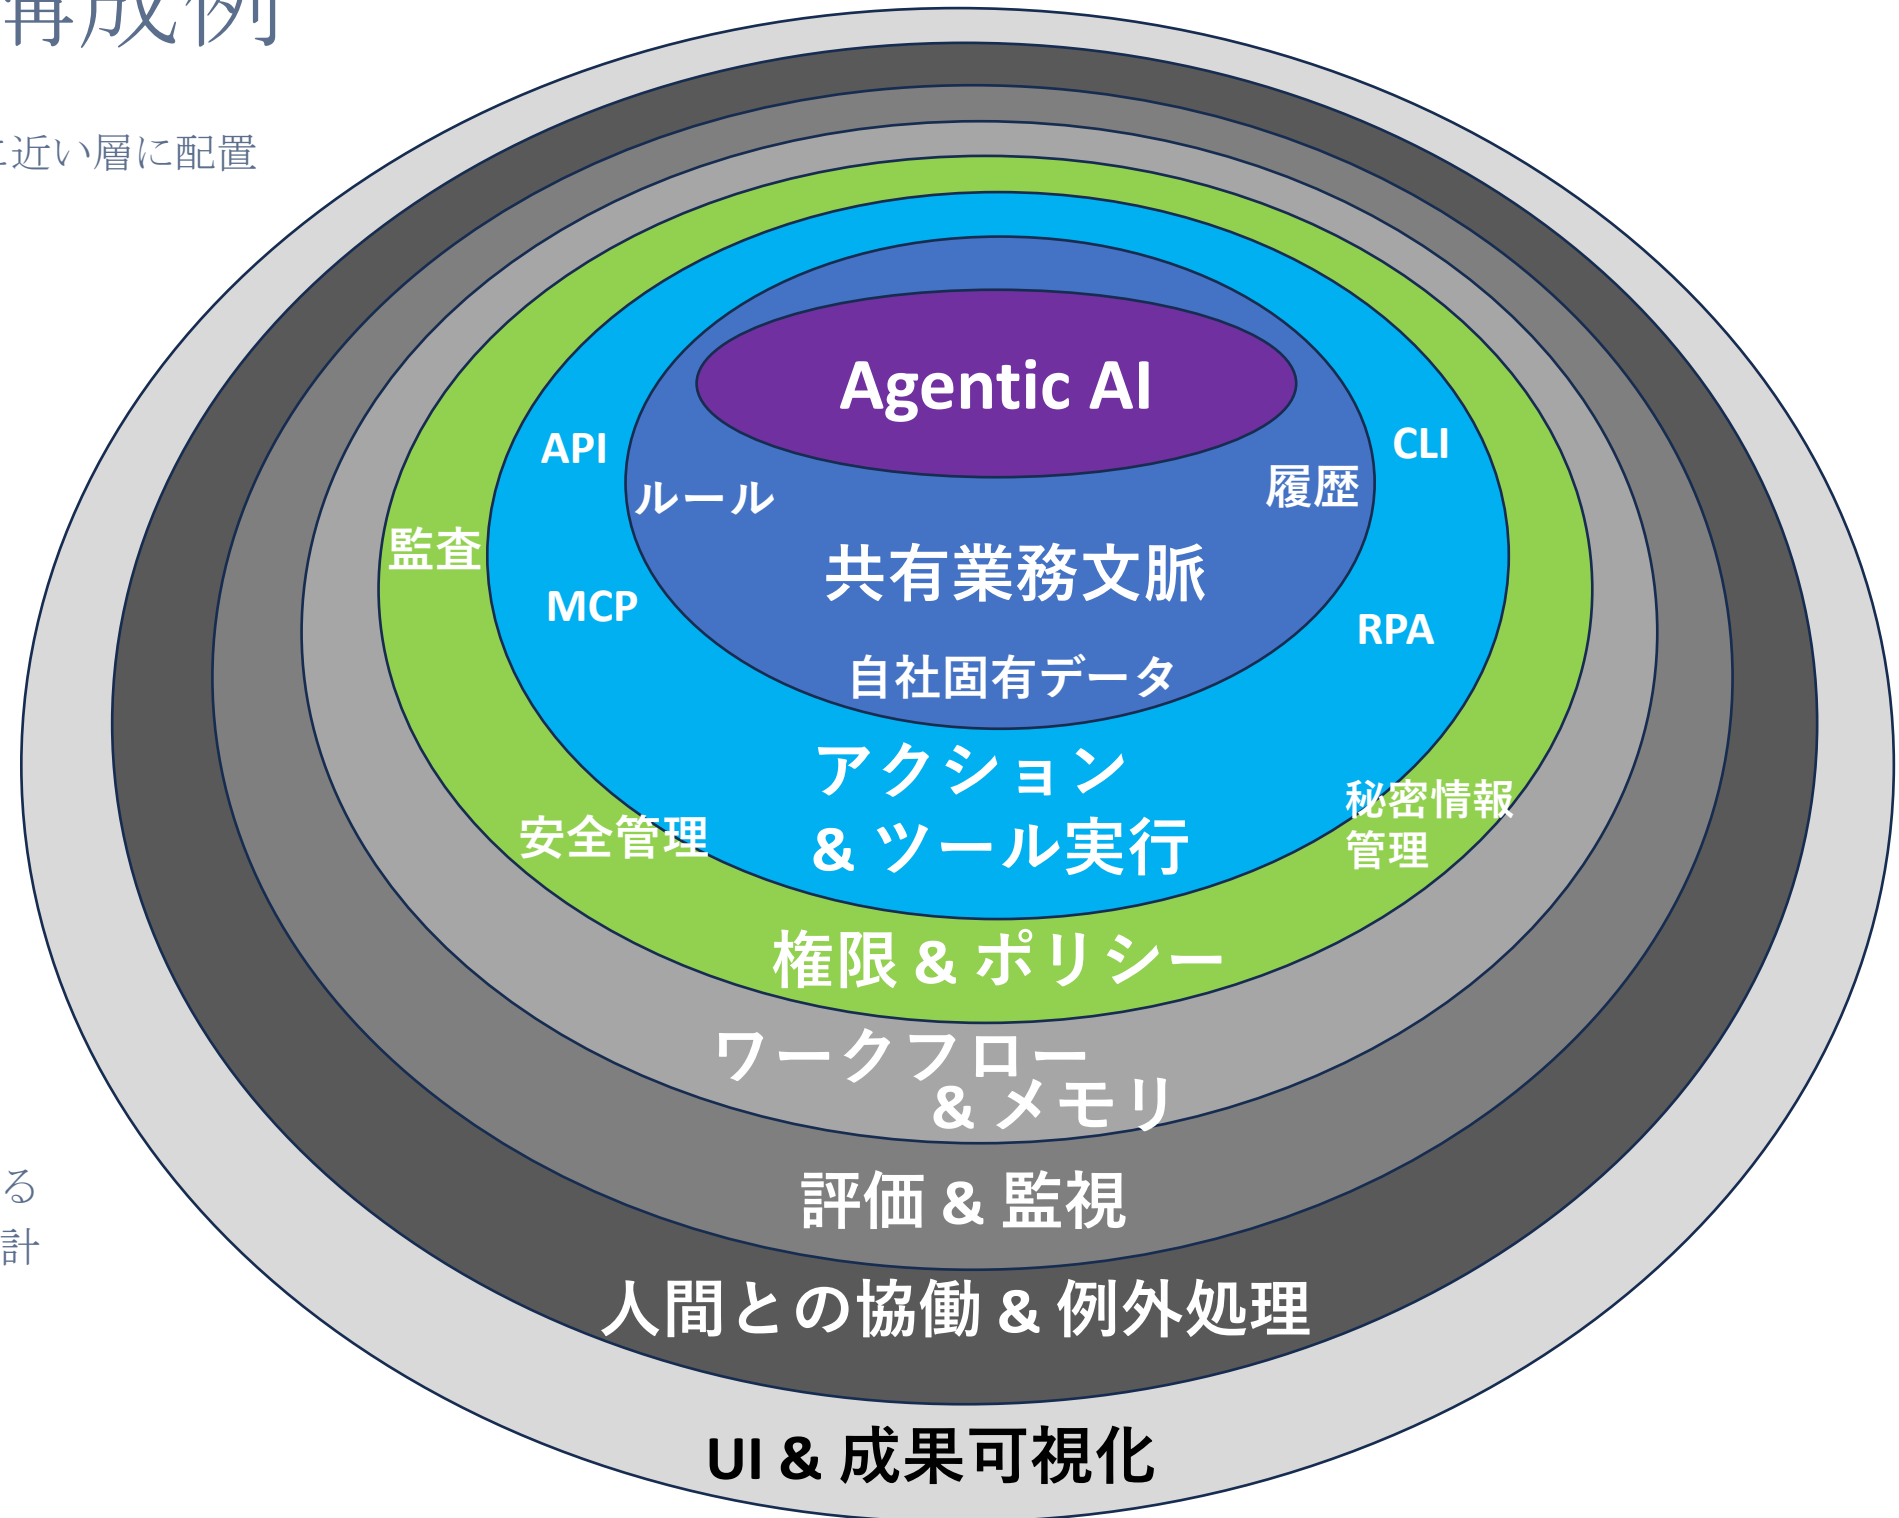 構成例
に近い層に配置
Agentic AI
API
CLI
ルール
履歴
監査
共有業務文脈
MCP
RPA
自社固有データ
アクション
& ツール実行
秘密情報
管理
安全管理
権限 & ポリシー
ワークフロー
& メモリ
る
評価 & 監視
計
人間との協働 & 例外処理
UI & 成果可視化